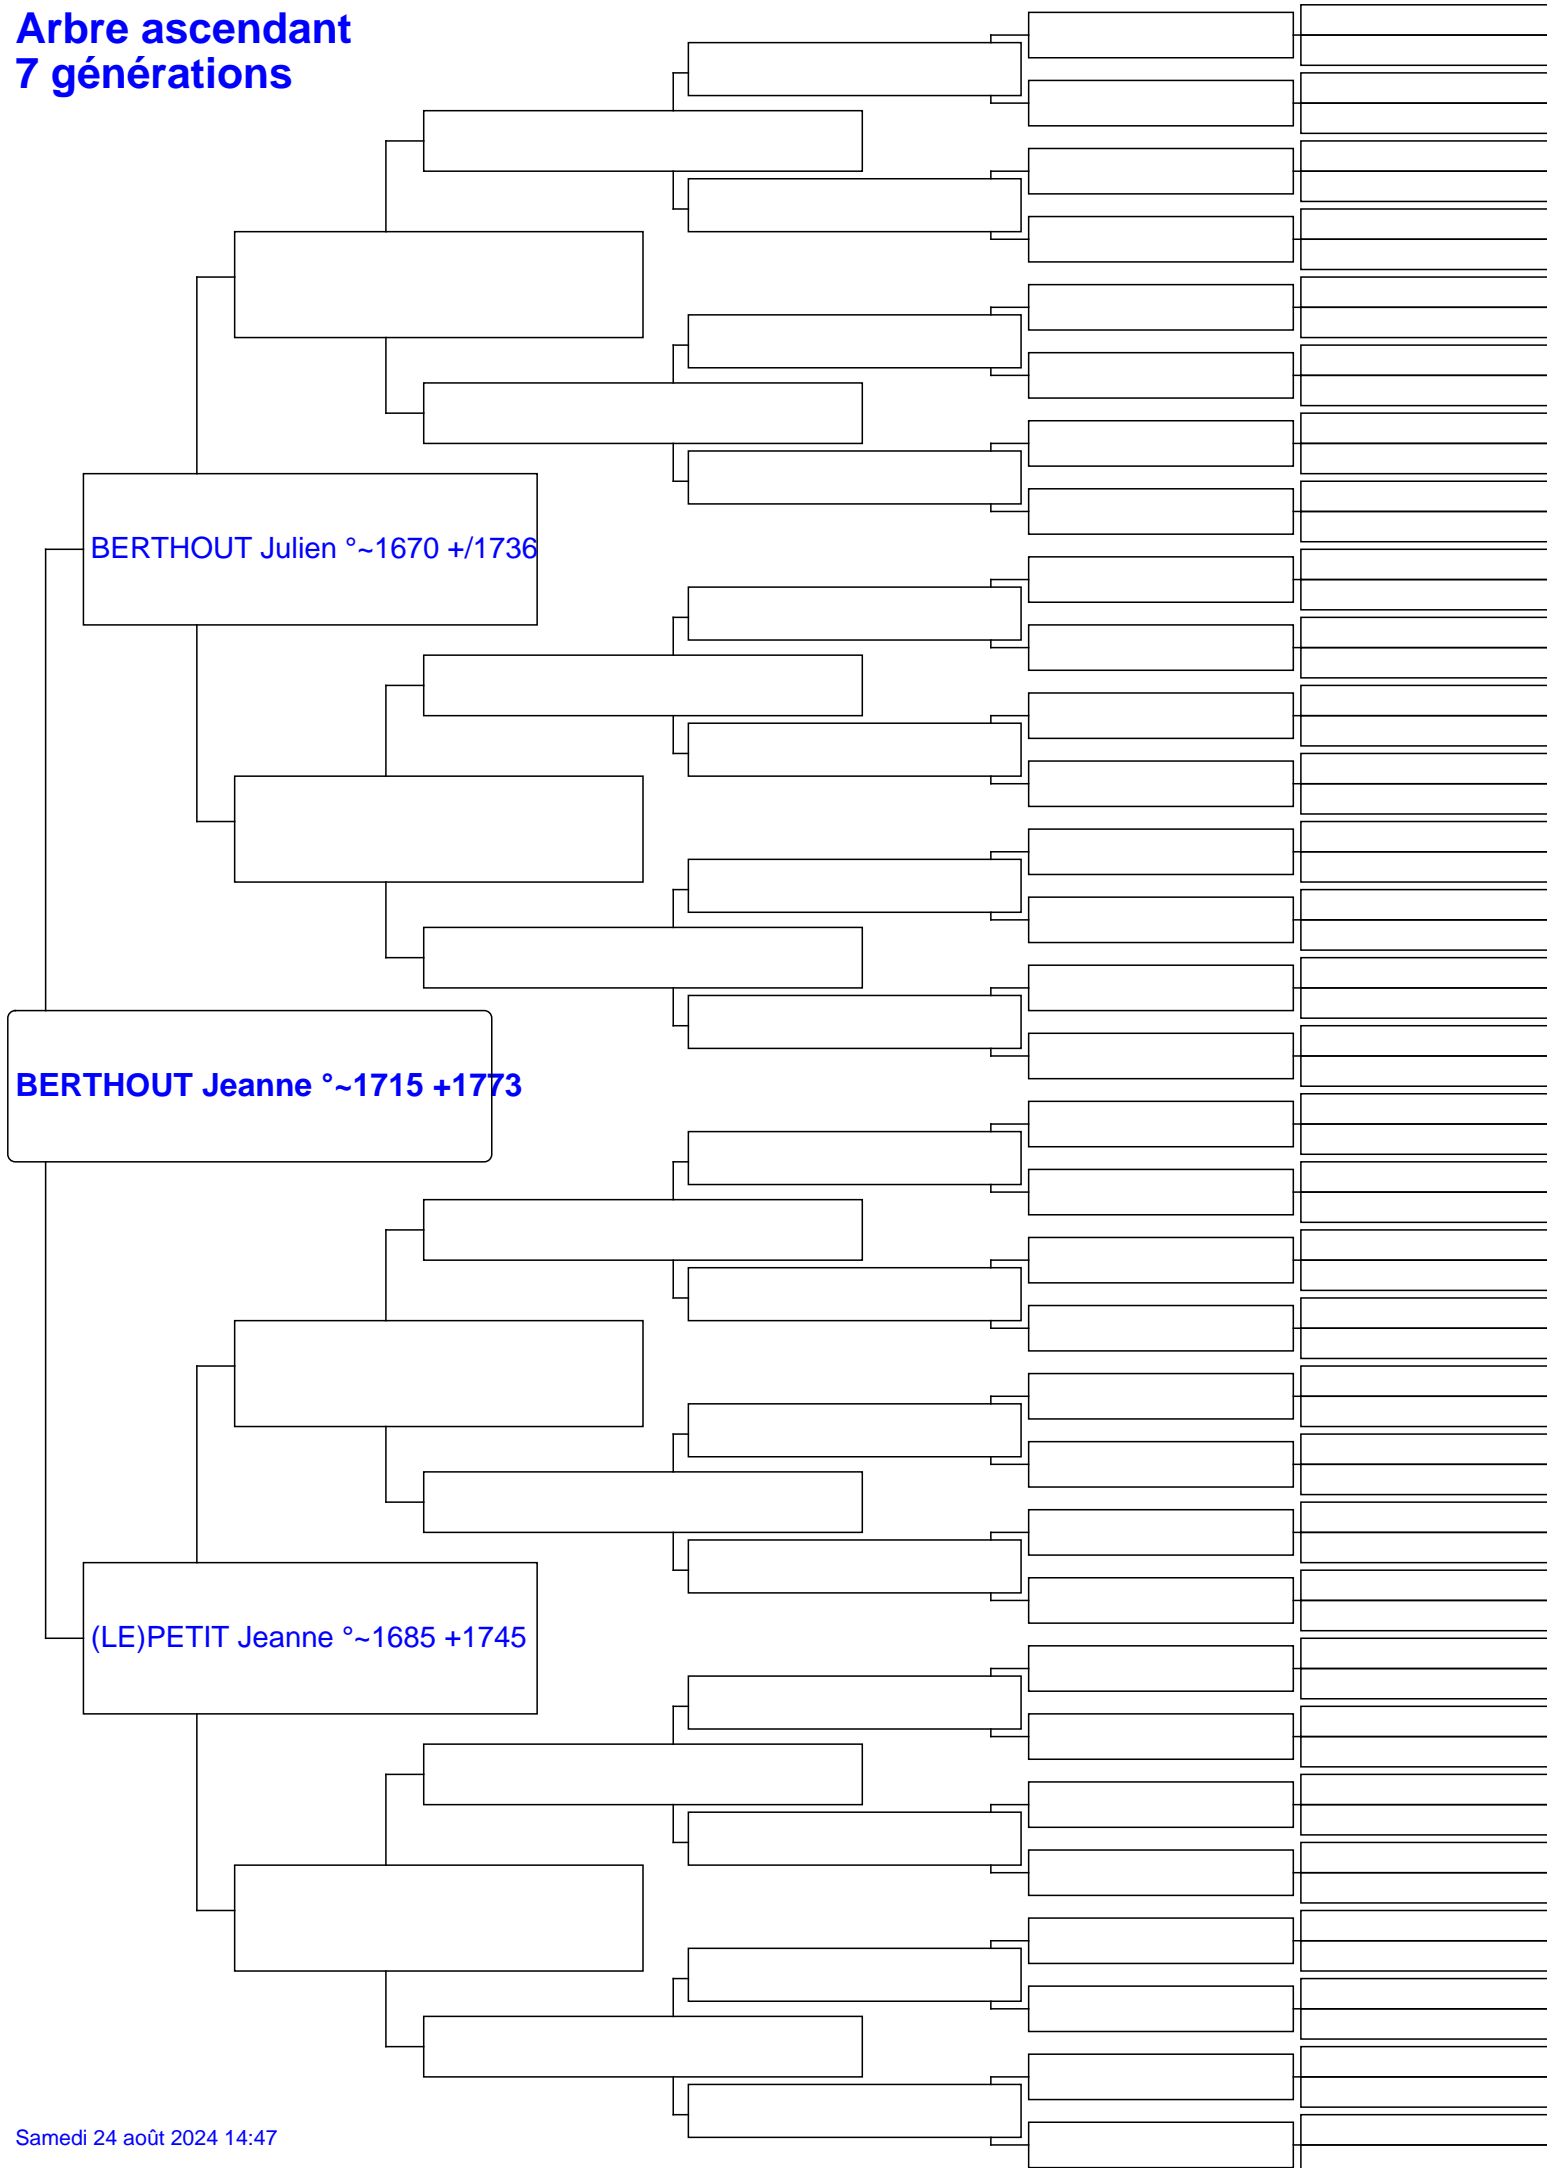 Arbre ascendant
7 générations
BERTHOUT Julien °~1670 +/1736
BERTHOUT Jeanne °~1715 +1773
(LE)PETIT Jeanne °~1685 +1745
Samedi 24 août 2024 14:47